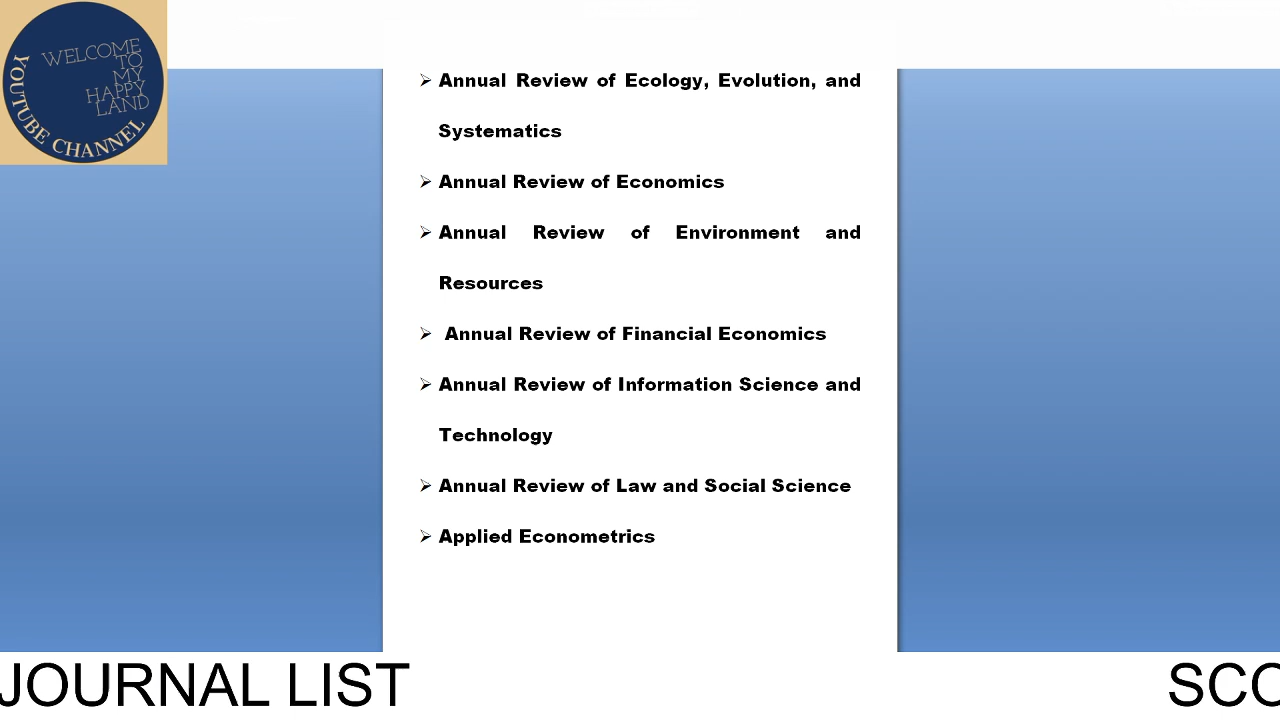 WELCOME
TO
MY
HAPPY
LAND
YOUTUBE CHANNEL
➢ Annual Review of Ecology, Evolution, and
Systematics
➢ Annual Review of Economics
➢ Annual Review of Environment and
Resources
➢ Annual Review of Financial Economics
➢ Annual Review of Information Science and
Technology
➢ Annual Review of Law and Social Science
➢ Applied Econometrics
JOURNAL LIST